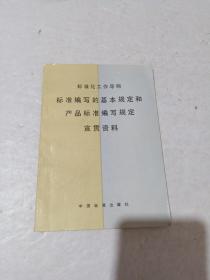 标准化工作导则
标准编写的基本规定和
产品标准编写规定
宣贯资料
中国标准出版社